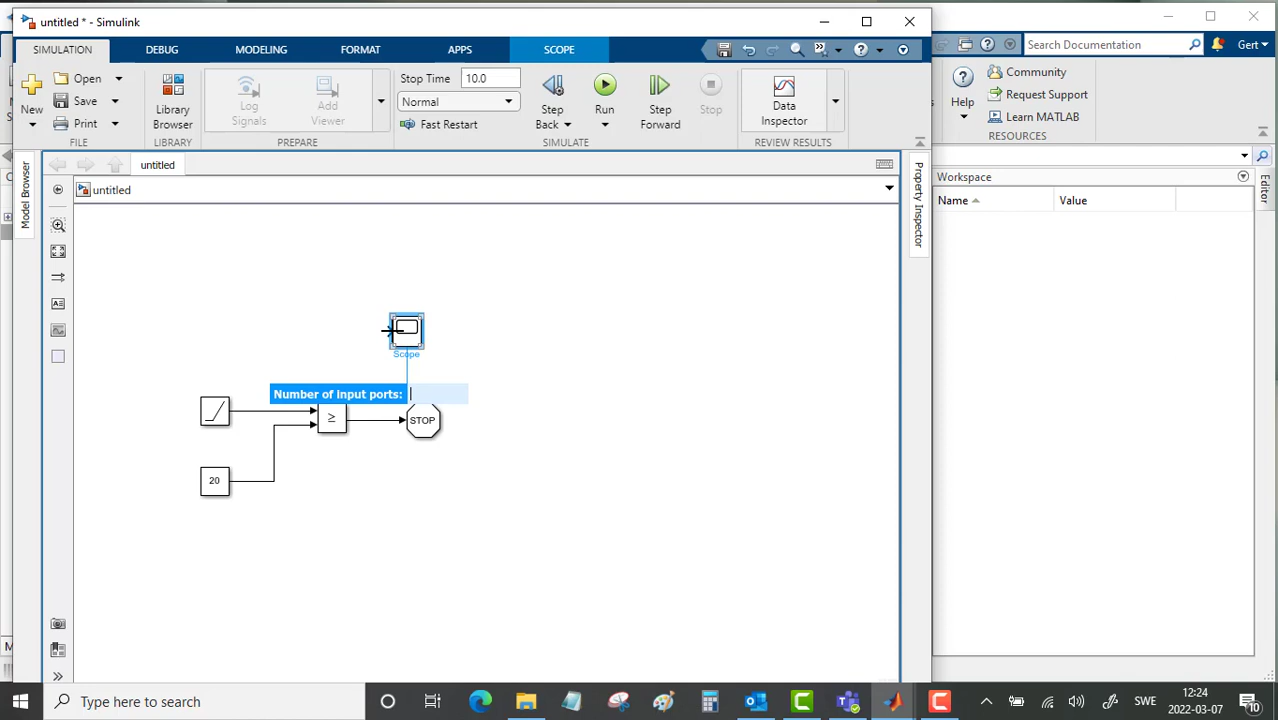 untitled * - Simulink
SIMULATION
DEBUG
MODELING
FORMAT
APPS
SCOPE
Search Documentation
Gert
New
Open
Save
Print
FILE
Library
Browser
LIBRARY
Log
Signals
Add
Viewer
PREPARE
Stop Time
10.0
Normal
Fast Restart
Step
Back
Run
Step
Forward
Stop
SIMULATE
Data
Inspector
REVIEW RESULTS
Help
Community
Request Support
Learn MATLAB
RESOURCES
Model Browser
untitled
untitled
Property Inspector
Workspace
Name
Value
Editor
Scope
Number of input ports:
≥
STOP
20
Type here to search
SWE
12:24
2022-03-07
10